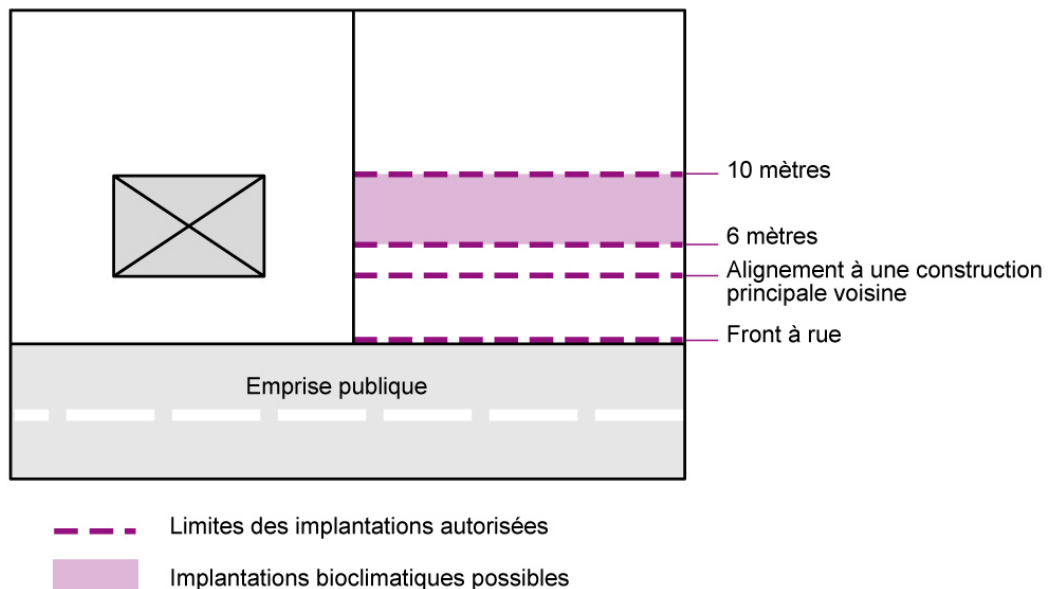 10 mètres
6 mètres
Alignement à une construction
principale voisine
Front à rue
Emprise publique
Limites des implantations autorisées
Implantations bioclimatiques possibles